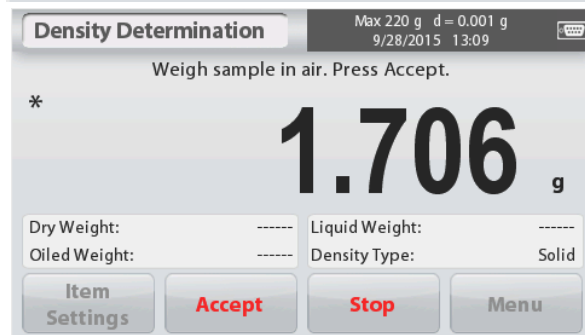 Density Determination
Max 220 g d = 0.001 g
9/28/2015 13:09
Weigh sample in air. Press Accept.
*
1.706 g
Dry Weight: ------ Liquid Weight: ------
Oiled Weight: ------ Density Type: Solid
Item Settings
Accept
Stop
Menu